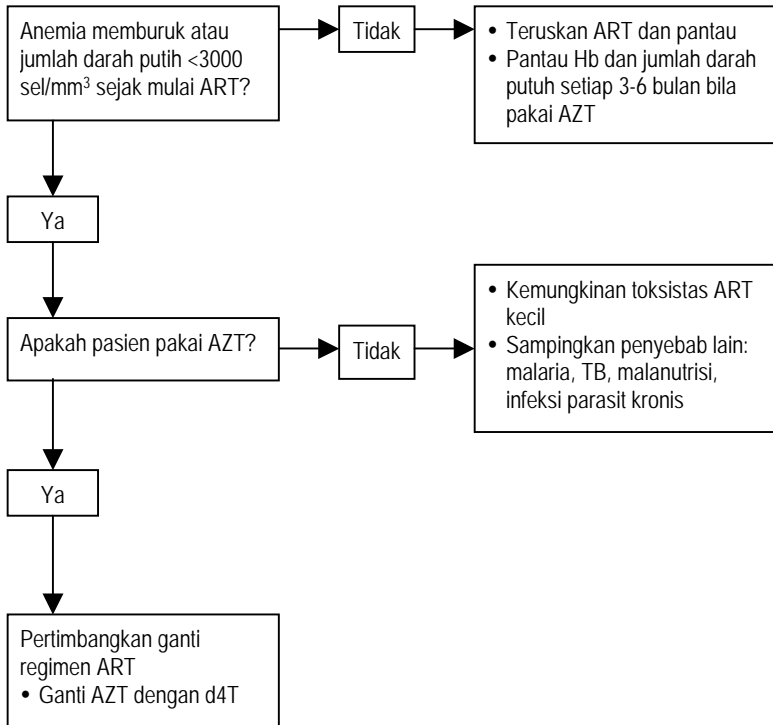 Anemia memburuk atau
jumlah darah putih <3000
sel/mm³ sejak mulai ART?
Tidak
• Teruskan ART dan pantau
• Pantau Hb dan jumlah darah
putuh setiap 3-6 bulan bila
pakai AZT
Ya
Apakah pasien pakai AZT?
Tidak
• Kemungkinan toksistas ART
kecil
• Sampingkan penyebab lain:
malaria, TB, malanutrisi,
infeksi parasit kronis
Ya
Pertimbangkan ganti
regimen ART
• Ganti AZT dengan d4T